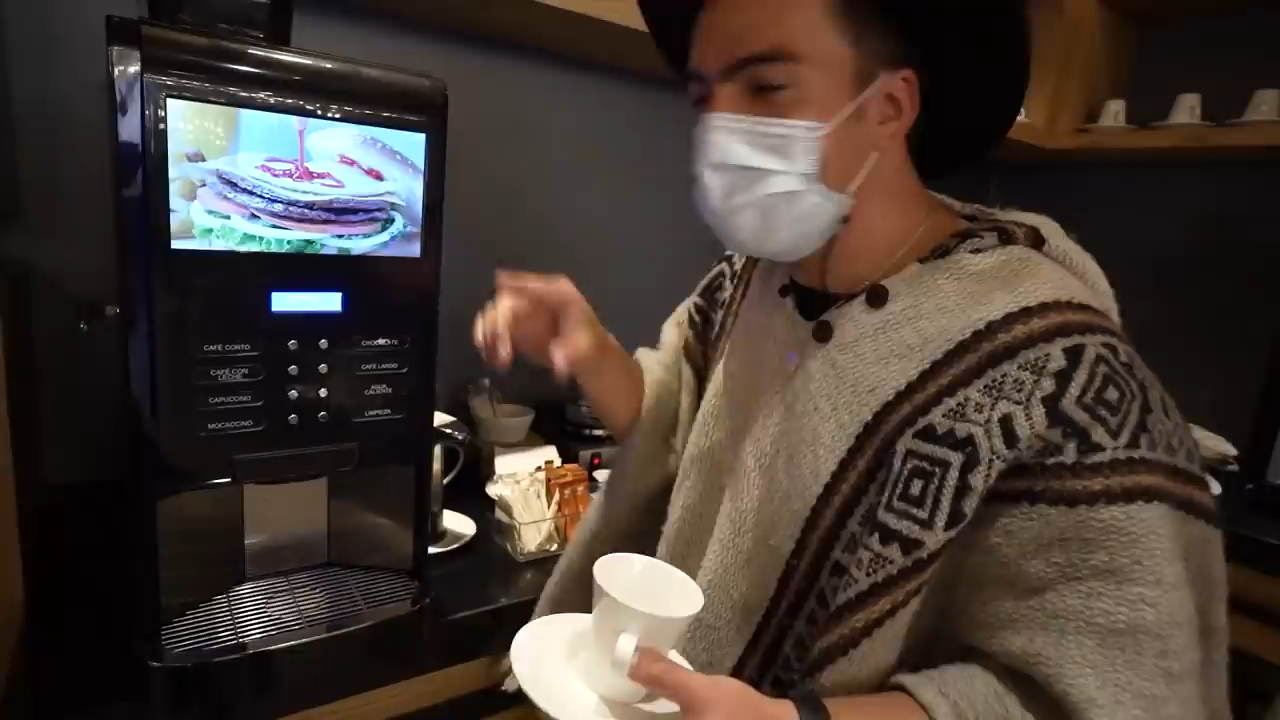 CAFÉ CORTO
CHOCOLATE
CAFÉ CON
LECHE
CAFÉ LARGO
CAPUCCINO
AGUA
CALIENTE
MOCACCINO
LIMPIEZA